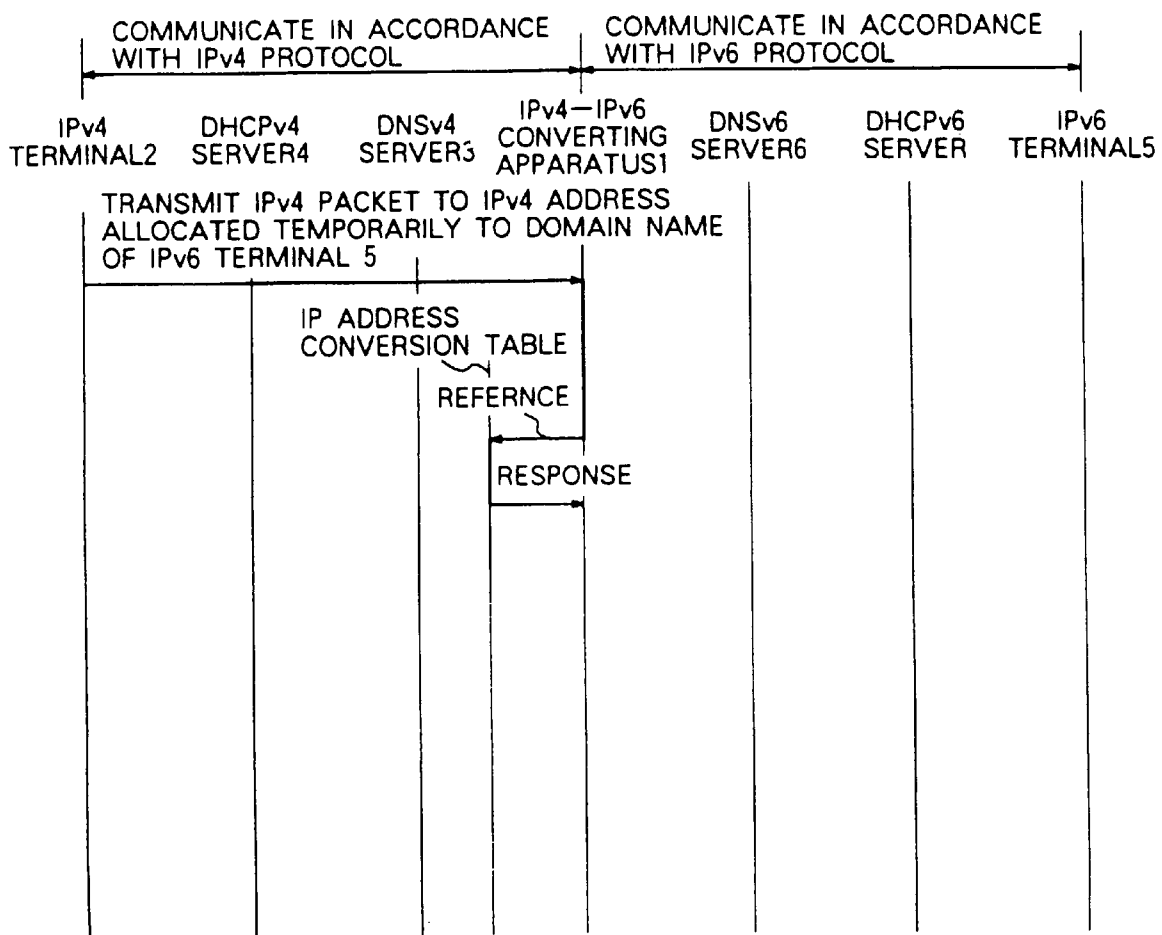 COMMUNICATE IN ACCORDANCE
WITH IPv4 PROTOCOL
COMMUNICATE IN ACCORDANCE
WITH IPv6 PROTOCOL
IPv4
TERMINAL2
DHCPv4
SERVER4
DNSv4
SERVER3
IPv4-IPv6
CONVERTING
APPARATUS1
DNSv6
SERVER6
DHCPv6
SERVER
IPv6
TERMINAL5
TRANSMIT IPv4 PACKET TO IPv4 ADDRESS
ALLOCATED TEMPORARILY TO DOMAIN NAME
OF IPv6 TERMINAL 5
IP ADDRESS
CONVERSION TABLE
REFERNCE
RESPONSE